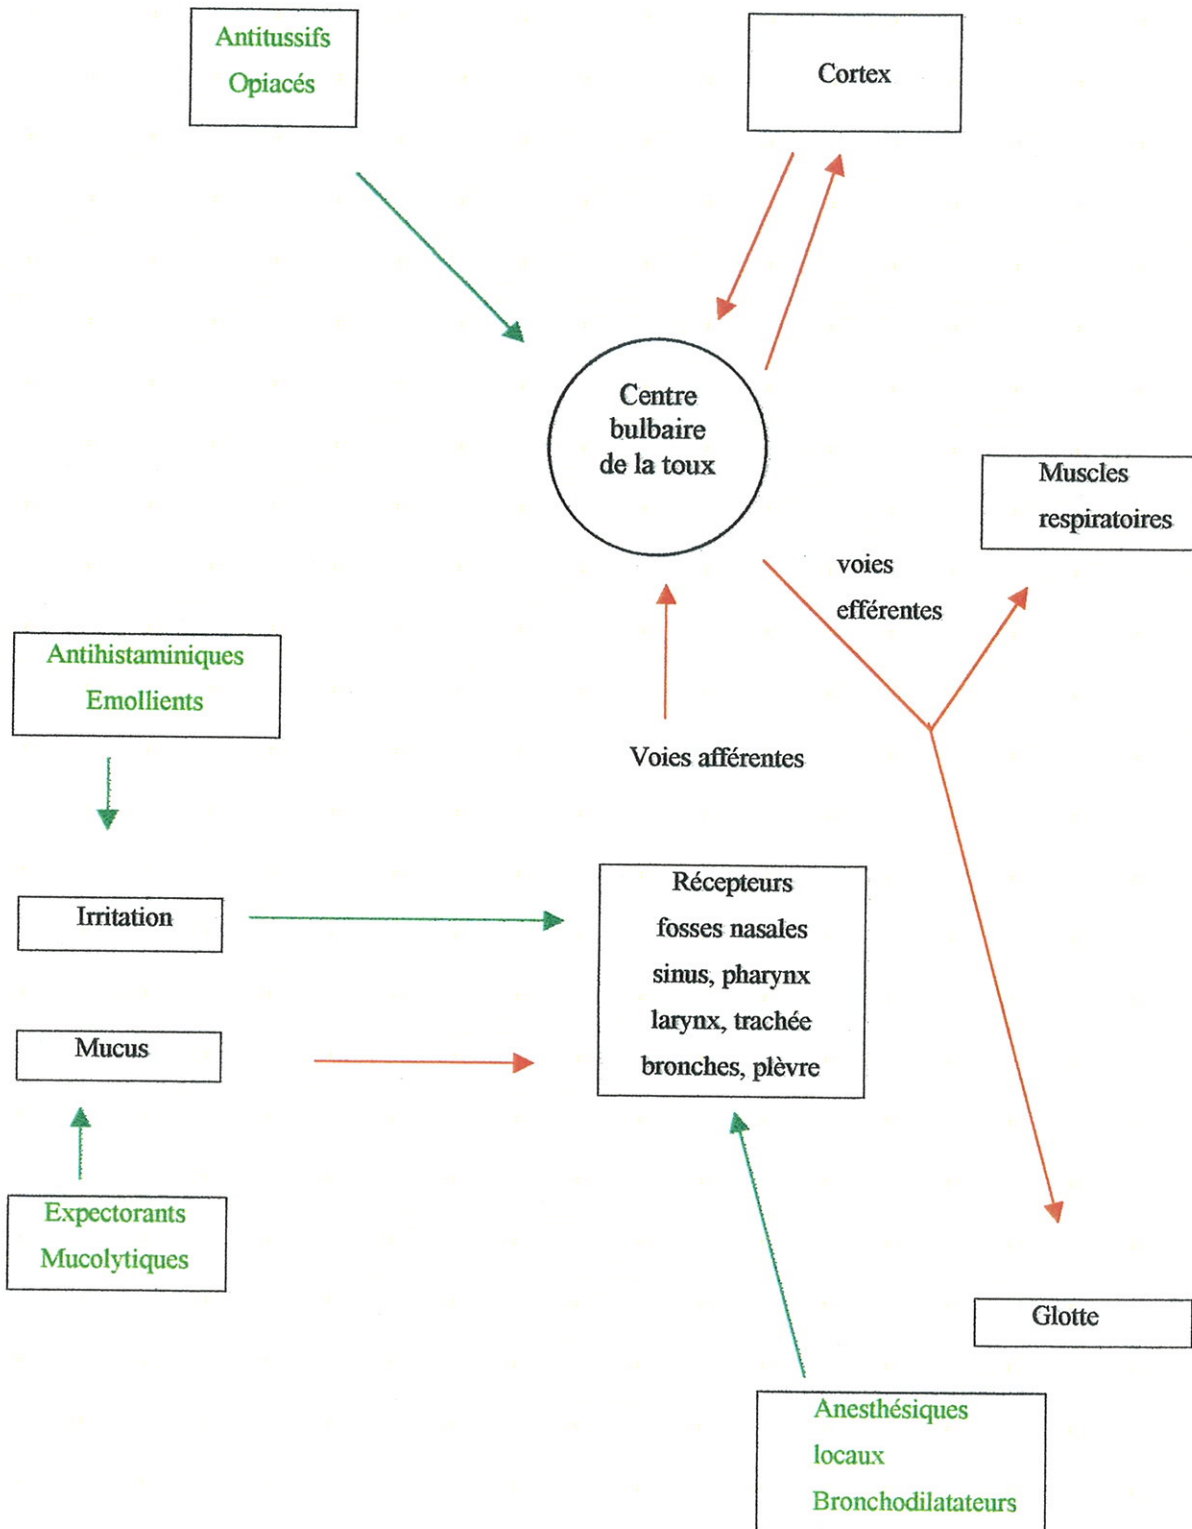 Antitussifs
Opiacés
Cortex
Centre
bulbaire
de la toux
Muscles
respiratoires
voies
efférentes
Antihistaminiques
Emollients
Voies afférentes
Irritation
Récepteurs
fosses nasales
sinus, pharynx
larynx, trachée
bronches, plèvre
Mucus
Expectorants
Mucolytiques
Glotte
Anesthésiques
locaux
Bronchodilatateurs